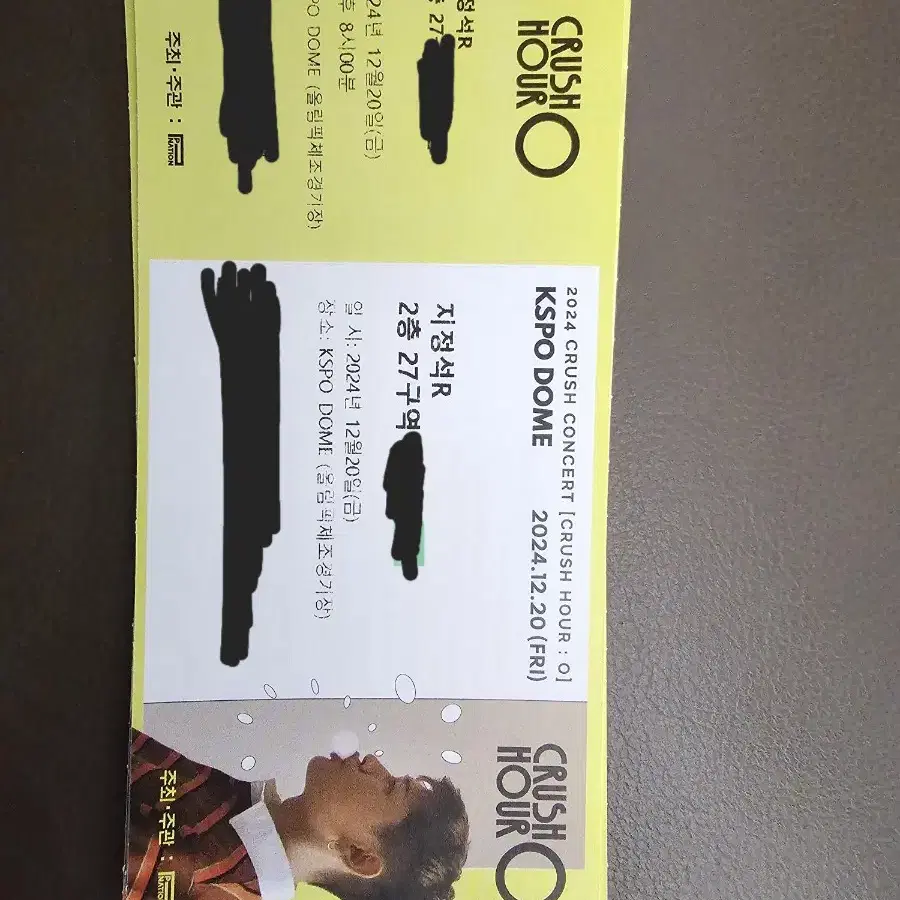 CRUSH
HOUR
석R
27
24년 12월20일(금)
8시00분
DOME (올림픽체조경기장)
주최·주관 :
P NATION
2024 CRUSH CONCERT [CRUSH HOUR : O]
KSPO DOME 2024.12.20 (FRI)
지정석R
2층 27구역
일 시: 2024년 12월20일(금)
장소: KSPO DOME (올림픽체조경기장)
CRUSH
HOUR
주최·주관 :